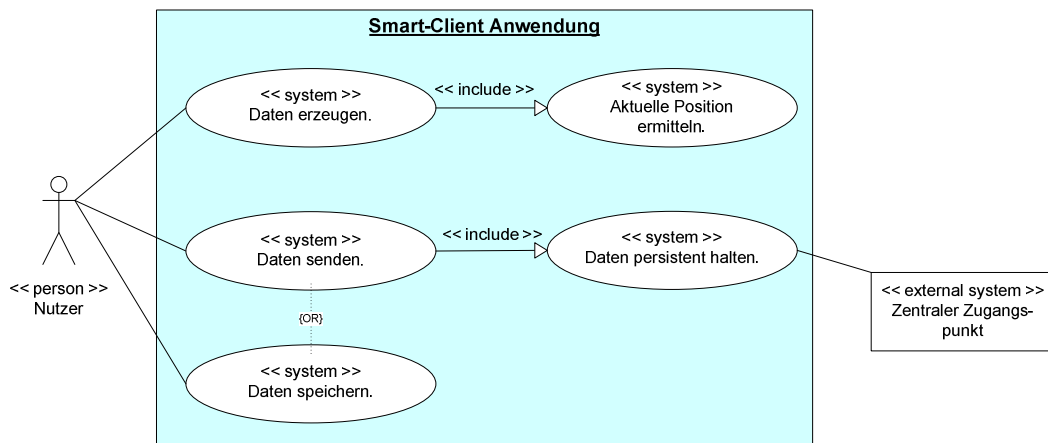 Smart-Client Anwendung
<< system >>
Daten erzeugen.
<< include >>
<< system >>
Aktuelle Position
ermitteln.
<< person >>
Nutzer
<< system >>
Daten senden.
<< include >>
<< system >>
Daten persistent halten.
<< external system >>
Zentraler Zugangs-
punkt
{OR}
<< system >>
Daten speichern.